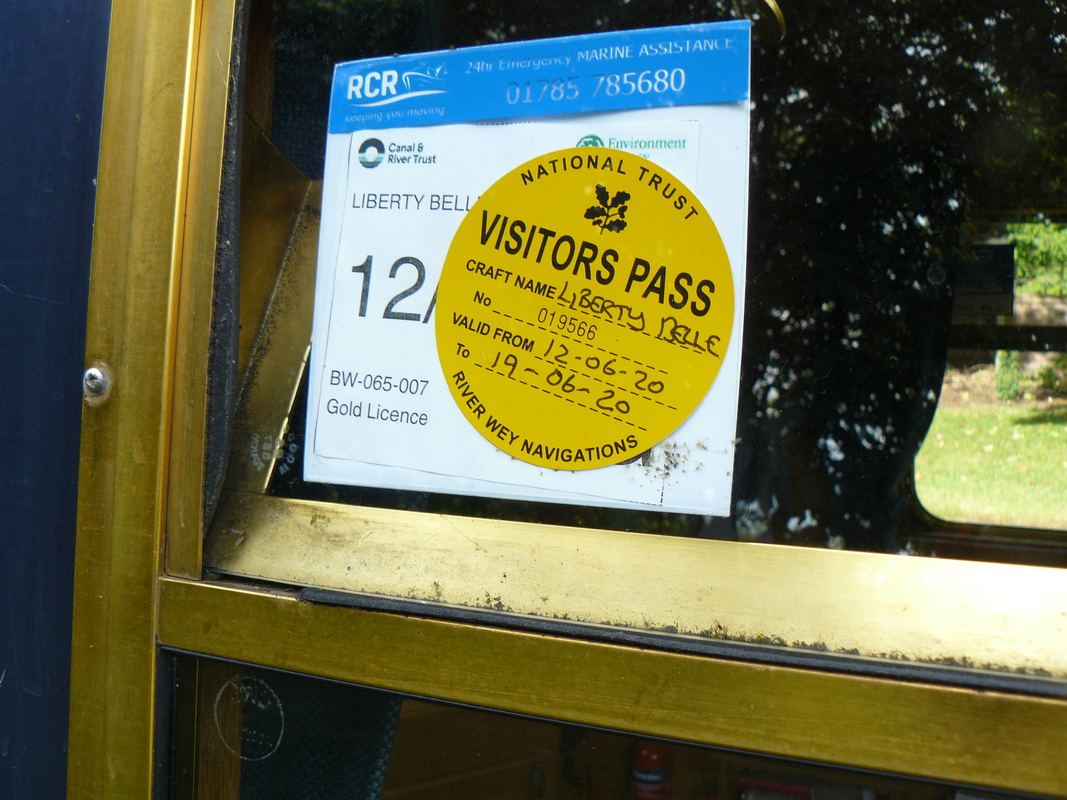 RCR
keeping you moving
24hr Emergency MARINE ASSISTANCE
01785 785680
Canal &
River Trust
Environment
LIBERTY BELL
12/
BW-065-007
Gold Licence
NATIONAL TRUST
VISITORS PASS
CRAFT NAME LIBERTY BELLE
No 019566
VALID FROM 12-06-20
To 19-06-20
RIVER WEY NAVIGATIONS